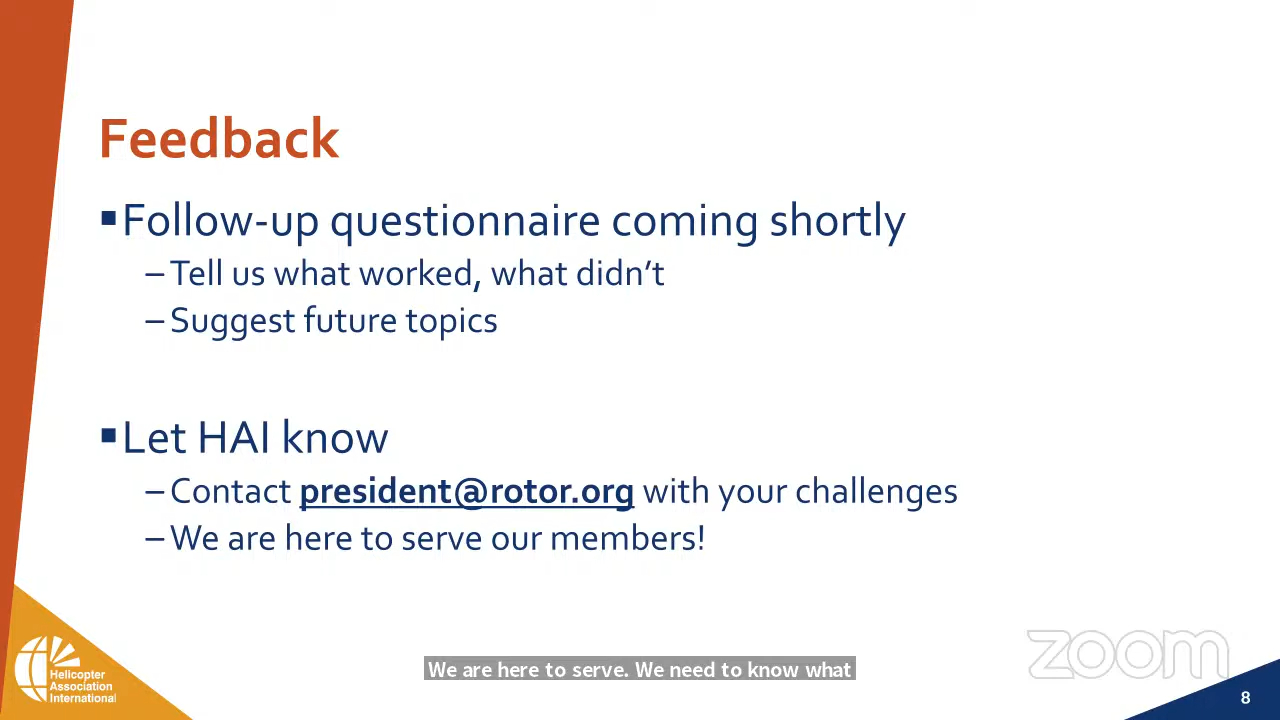 Feedback
▪Follow-up questionnaire coming shortly
–Tell us what worked, what didn’t
–Suggest future topics
▪Let HAI know
–Contact president@rotor.org with your challenges
–We are here to serve our members!
Helicopter
Association
International
We are here to serve. We need to know what
zoom
8